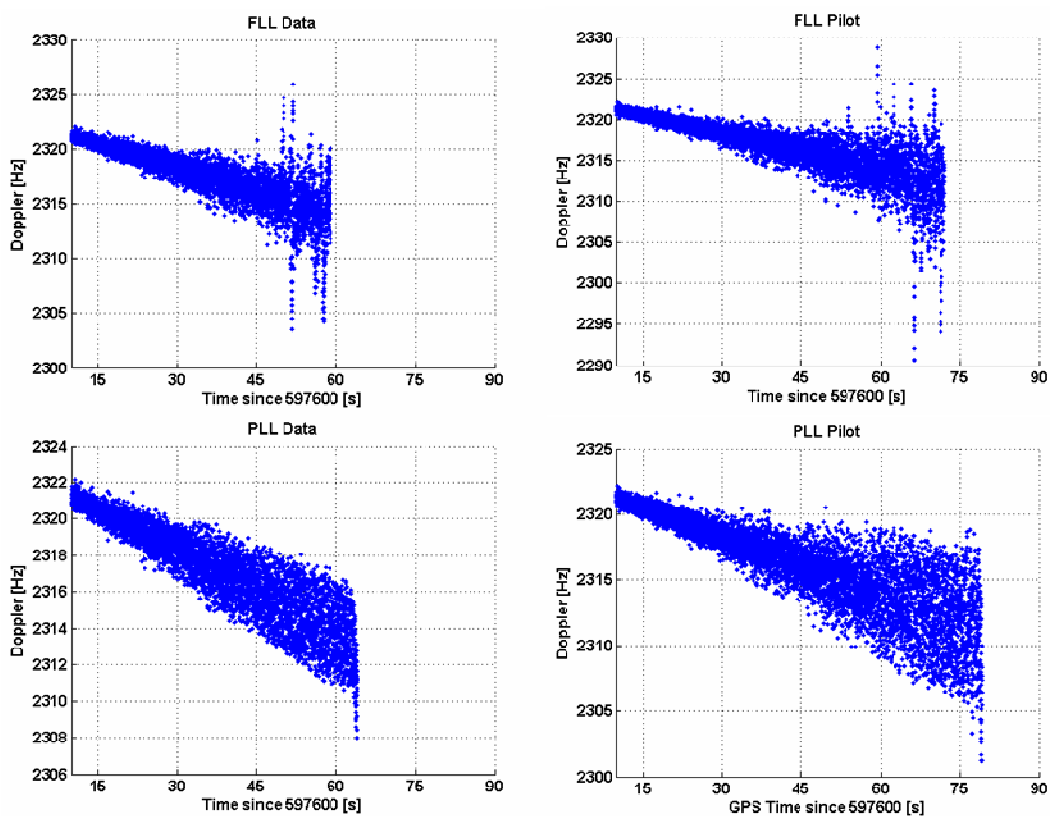 FLL Data
Doppler [Hz]
2330
2325
2320
2315
2310
2305
2300
15 30 45 60 75 90
Time since 597600 [s]
FLL Pilot
Doppler [Hz]
2330
2325
2320
2315
2310
2305
2300
2295
2290
15 30 45 60 75 90
Time since 597600 [s]
PLL Data
Doppler [Hz]
2324
2322
2320
2318
2316
2314
2312
2310
2308
2306
15 30 45 60 75 90
Time since 597600 [s]
PLL Pilot
Doppler [Hz]
2325
2320
2315
2310
2305
2300
15 30 45 60 75 90
GPS Time since 597600 [s]